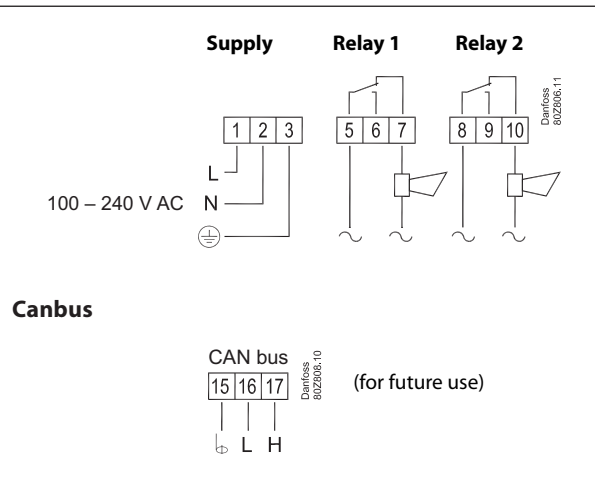 Supply Relay 1 Relay 2
Danfoss
80Z806.11
1 2 3 5 6 7 8 9 10
L
100 – 240 V AC N
Canbus
CAN bus
Danfoss
80Z808.10
15 16 17 (for future use)
L H